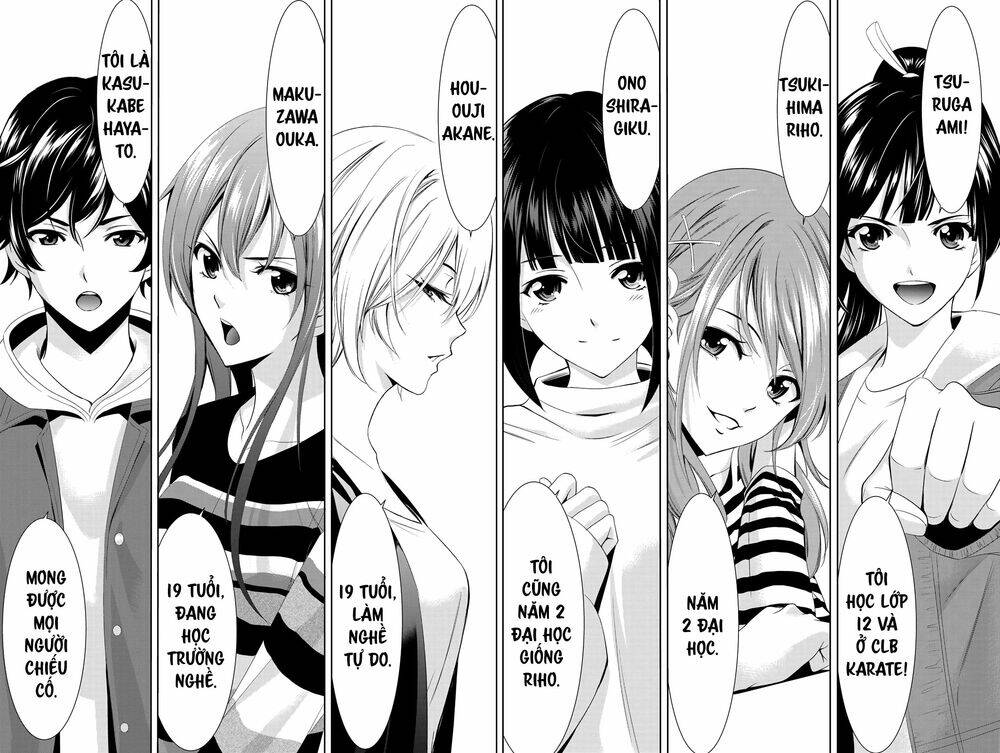 TSU-
RUGA
AMI!
TÔI
HỌC LỚP
12 VÀ
Ở CLB
KARATE!
TSUKI-
HIMA
RIHO.
NĂM
2 ĐẠI
HỌC.
ONO
SHIRA-
GIKU.
TÔI
CŨNG
NĂM 2
ĐẠI HỌC
GIỐNG
RIHO.
HOU-
OUJI
AKANE.
19 TUỔI,
LÀM
NGHỀ
TỰ DO.
MAKU-
ZAWA
OUKA.
19 TUỔI,
ĐANG
HỌC
TRƯỜNG
NGHỀ.
TÔI LÀ
KASU-
KABE
HAYA-
TO.
MONG
ĐƯỢC
MỌI
NGƯỜI
CHIẾU
CỐ.